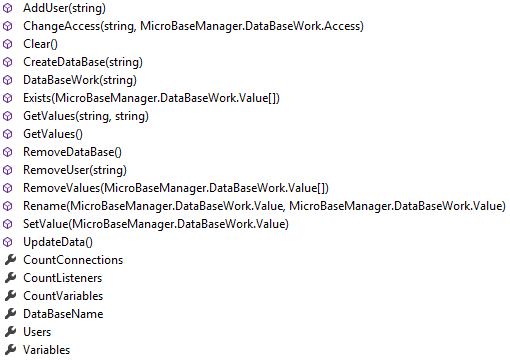 AddUser(string)
ChangeAccess(string, MicroBaseManager.DataBaseWork.Access)
Clear()
CreateDataBase(string)
DataBaseWork(string)
Exists(MicroBaseManager.DataBaseWork.Value[])
GetValues(string, string)
GetValues()
RemoveDataBase()
RemoveUser(string)
RemoveValues(MicroBaseManager.DataBaseWork.Value[])
Rename(MicroBaseManager.DataBaseWork.Value, MicroBaseManager.DataBaseWork.Value)
SetValue(MicroBaseManager.DataBaseWork.Value)
UpdateData()
CountConnections
CountListeners
CountVariables
DataBaseName
Users
Variables